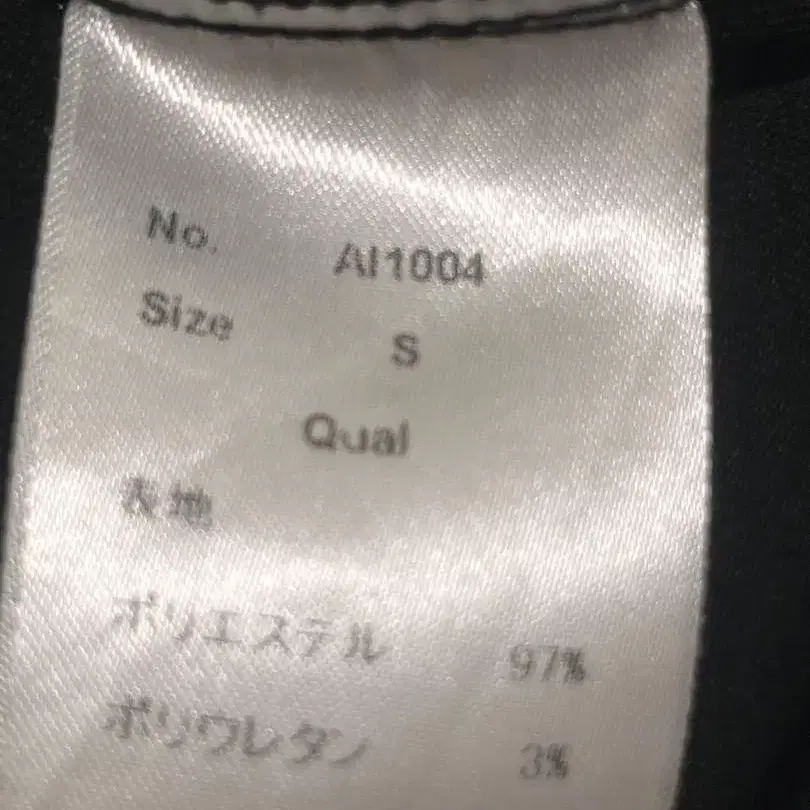 No. AI1004
Size S
Qual
表地
ポリエステル 97%
ポリウレタン 3%